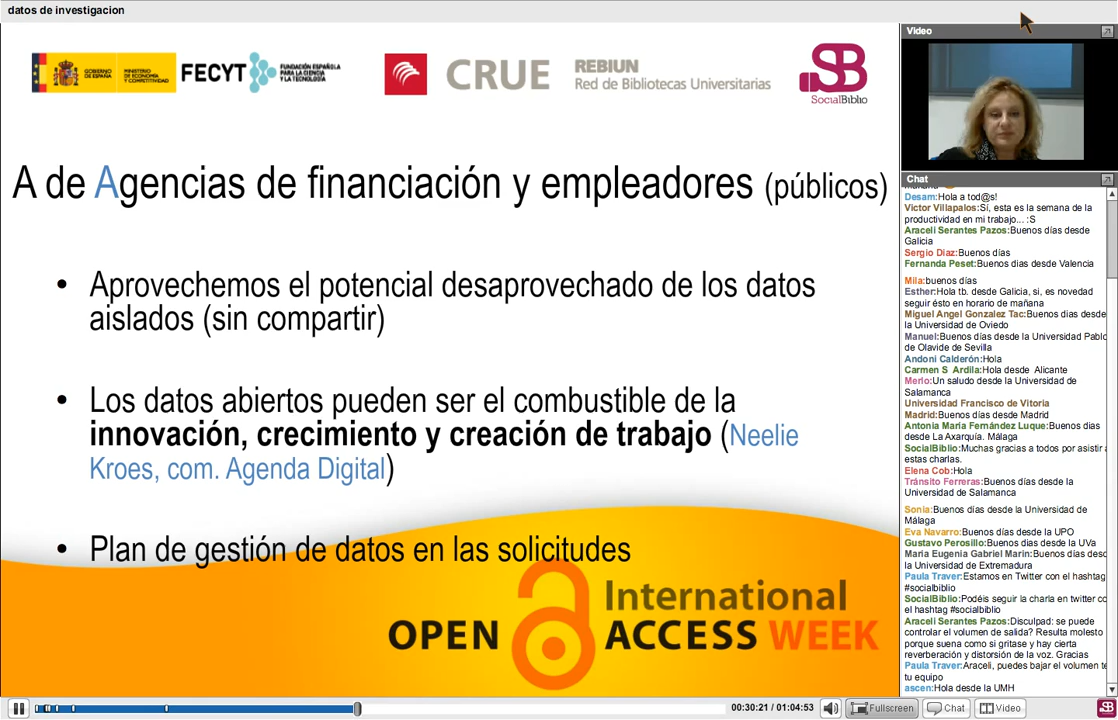 datos de investigacion
GOBIERNO
DE ESPAÑA
MINISTERIO
DE ECONOMÍA
Y COMPETITIVIDAD
FECYT
FUNDACIÓN ESPAÑOLA
PARA LA CIENCIA
Y LA TECNOLOGÍA
CRUE
REBIUN
Red de Bibliotecas Universitarias
SB
SocialBiblio
A de Agencias de financiación y empleadores (públicos)
• Aprovechemos el potencial desaprovechado de los datos
aislados (sin compartir)
• Los datos abiertos pueden ser el combustible de la
innovación, crecimiento y creación de trabajo (Neelie
Kroes, com. Agenda Digital)
• Plan de gestión de datos en las solicitudes
International
OPEN ACCESS WEEK
Video
Chat
Desam:Hola a tod@s!
Victor Villapalos:Sí, esta es la semana de la
productividad en mi trabajo... :S
Araceli Serantes Pazos:Buenos días desde
Galicia
Sergio Diaz:Buenos días
Fernanda Peset:Buenos dias desde Valencia
Mila:buenos días
Esther:Hola tb. desde Galicia, si, es novedad
seguir ésto en horario de mañana
Miguel Angel Gonzalez Tac:Buenos dias desde
la Universidad de Oviedo
Manuel:Buenos días desde la Universidad Pablo
de Olavide de Sevilla
Andoni Calderón:Hola
Carmen S Ardila:Hola desde Alicante
Merlo:Un saludo desde la Universidad de
Salamanca
Universidad Francisco de Vitoria
Madrid:Buenos días desde Madrid
Antonia María Fernández Luque:Buenos dias
desde La Axarquía. Málaga
SocialBiblio:Muchas gracias a todos por asistir a
estas charlas.
Elena Cob:Hola
Tránsito Ferreras:Buenos días desde la
Universidad de Salamanca
Sonia:Buenos días desde la Universidad de
Málaga
Eva Navarro:Buenos días desde la UPO
Gustavo Perosillo:Buenos dias desde la UVa
Maria Eugenia Gabriel Marin:Buenos días desd
la Universidad de Extremadura
Paula Traver:Estamos en Twitter con el hashtag
#socialbiblio
SocialBiblio:Podéis seguir la charla en twitter co
el hashtag #socialbiblio
Araceli Serantes Pazos:Disculpad: se puede
controlar el volumen de salida? Resulta molesto
porque suena como si gritase y hay cierta
reverberación y distorsión de la voz. Gracias
Paula Traver:Araceli, puedes bajar el volumen te
tu equipo
ascen:Hola desde la UMH
00:30:21 / 01:04:53
Fullscreen
Chat
Video
SB